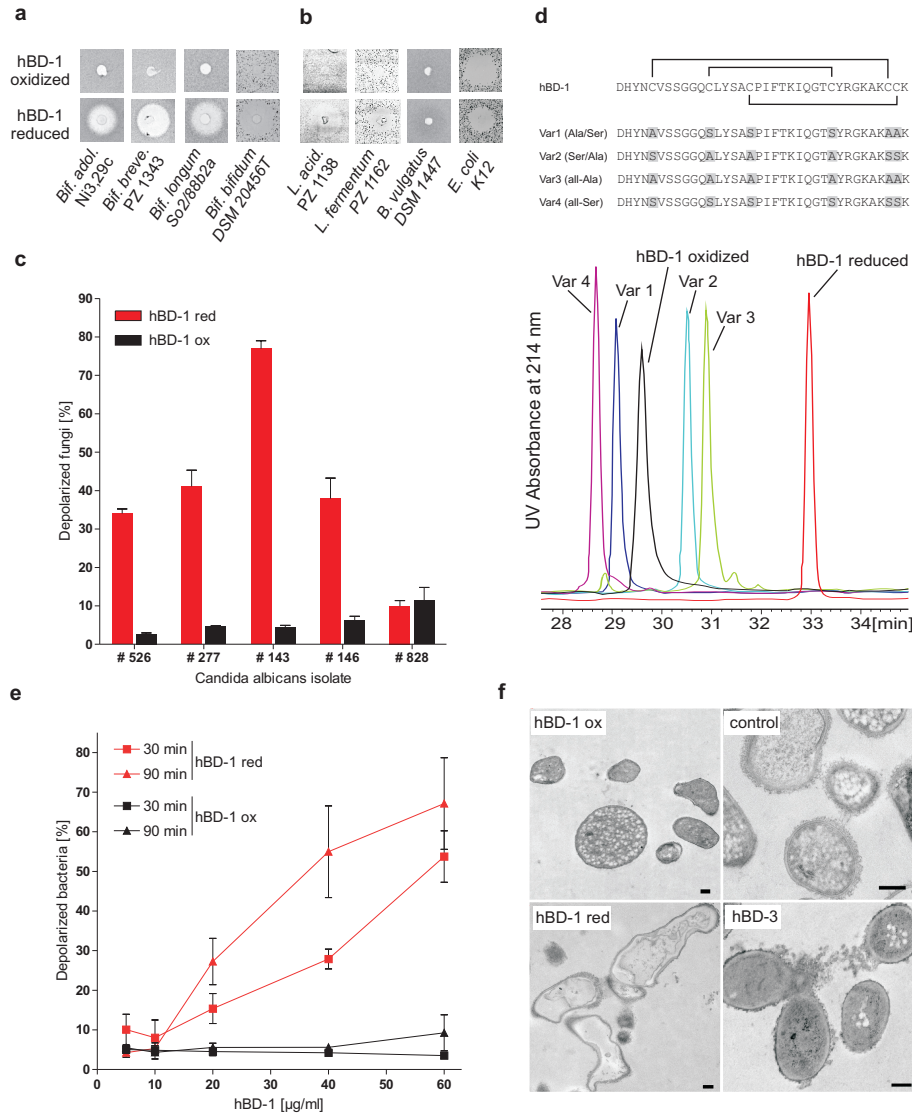 a
hBD-1
oxidized
hBD-1
reduced
Bif. adol.
Ni3,29c
Bif. breve.
PZ 1343
Bif. longum
So2/88b2a
Bif. bifidum
DSM 20456T
b
L. acid.
PZ 1138
L. fermentum
PZ 1162
B. vulgatus
DSM 1447
E. coli
K12
c
Depolarized fungi [%]
90
80
70
60
50
40
30
20
10
0
hBD-1 red
hBD-1 ox
# 526
# 277
# 143
# 146
# 828
Candida albicans isolate
d
hBD-1 DHYNCVSSGGQCLYSACPIFTKIQGTCYRGKAKCCK
Var1 (Ala/Ser) DHYNAVSSGGQSLYSASPIFTKIQGTSYRGKAKAAK
Var2 (Ser/Ala) DHYNSVSSGGQALYSAAPIFTKIQGTAYRGKAKSSK
Var3 (all-Ala) DHYNAVSSGGQALYSAAPIFTKIQGTAYRGKAKAAK
Var4 (all-Ser) DHYNSVSSGGQSLYSASPIFTKIQGTSYRGKAKSSK
UV Absorbance at 214 nm
Var 4
Var 1
hBD-1 oxidized
Var 2
Var 3
hBD-1 reduced
28 29 30 31 32 33 34[min]
e
Depolarized bacteria [%]
80
70
60
50
40
30
20
10
0
30 min
90 min
hBD-1 red
30 min
90 min
hBD-1 ox
0 10 20 30 40 50 60
hBD-1 [µg/ml]
f
hBD-1 ox
control
hBD-1 red
hBD-3